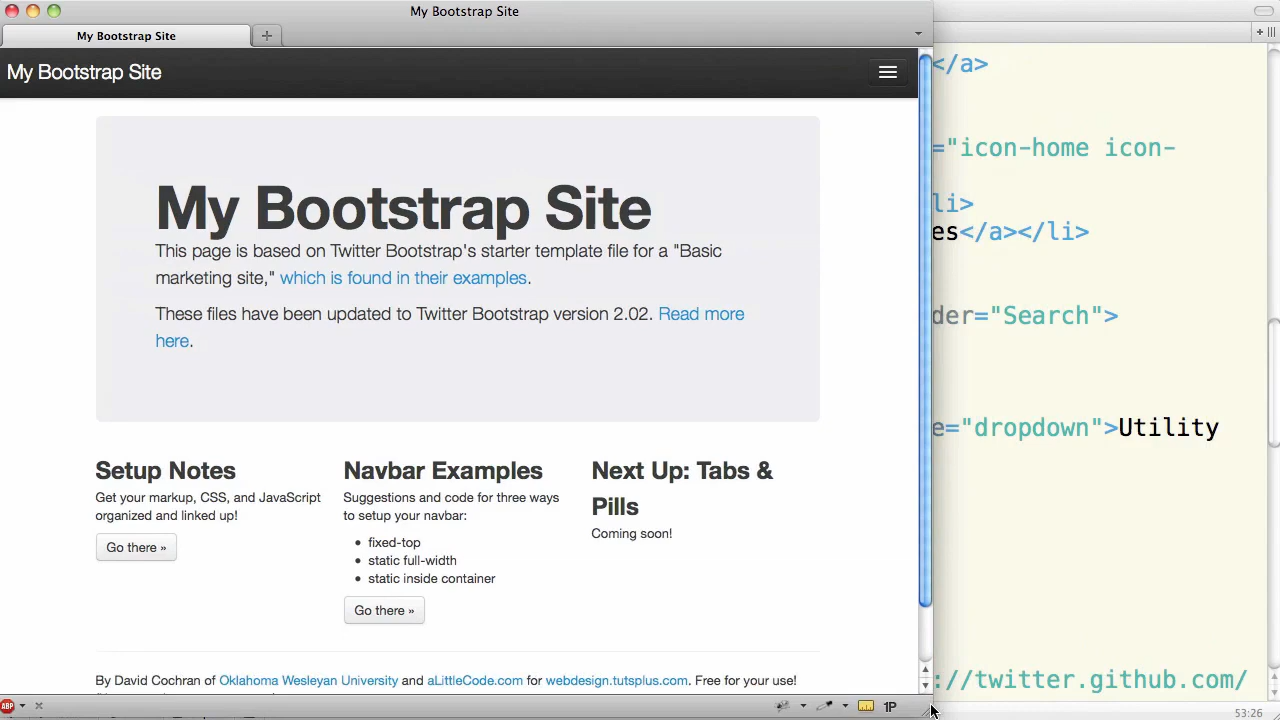 My Bootstrap Site
My Bootstrap Site
My Bootstrap Site
My Bootstrap Site
This page is based on Twitter Bootstrap's starter template file for a "Basic
marketing site," which is found in their examples.
These files have been updated to Twitter Bootstrap version 2.02. Read more
here.
Setup Notes
Get your markup, CSS, and JavaScript
organized and linked up!
Go there »
Navbar Examples
Suggestions and code for three ways
to setup your navbar:
• fixed-top
• static full-width
• static inside container
Go there »
Next Up: Tabs &
Pills
Coming soon!
By David Cochran of Oklahoma Wesleyan University and aLittleCode.com for webdesign.tutsplus.com. Free for your use!
ABP
1P
</a>
="icon-home icon-
li>
es</a></li>
der="Search">
e="dropdown">Utility
://twitter.github.com/
53:26